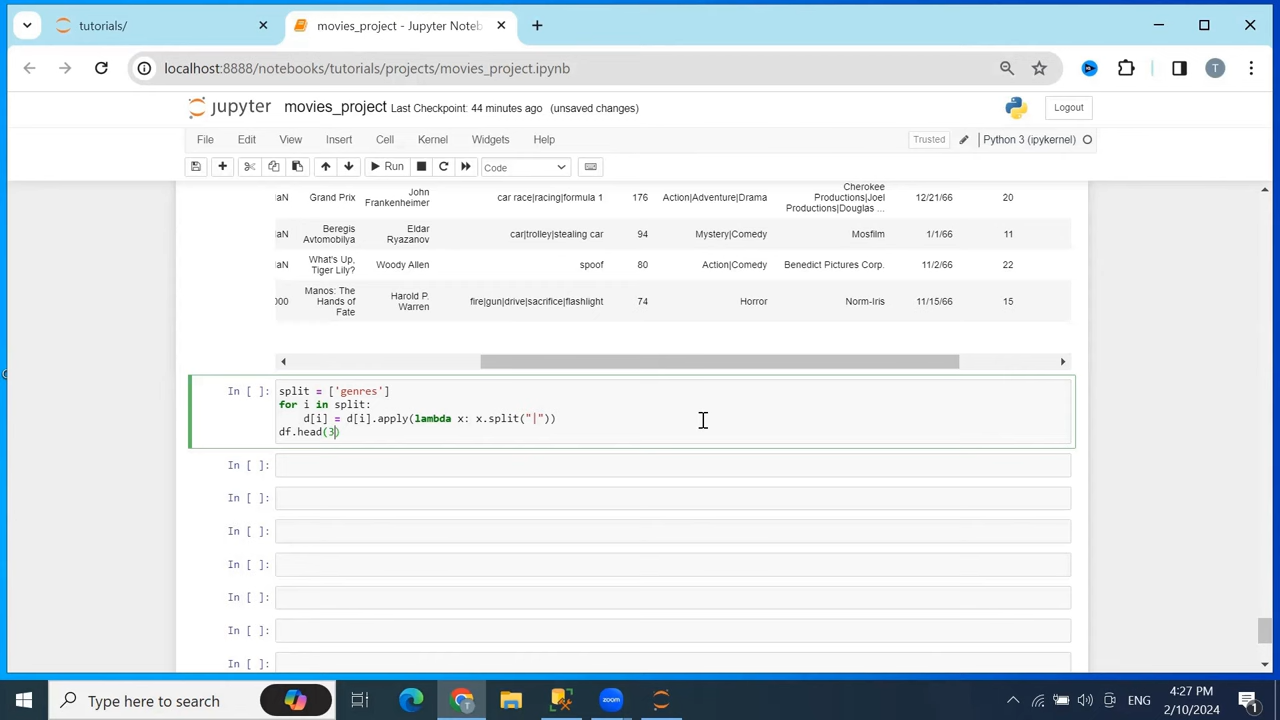 tutorials/
movies_project - Jupyter Noteb
localhost:8888/notebooks/tutorials/projects/movies_project.ipynb
jupyter movies_project Last Checkpoint: 44 minutes ago (unsaved changes)
Logout
File Edit View Insert Cell Kernel Widgets Help
Trusted Python 3 (ipykernel)
Run Code
IaN Grand Prix John Frankenheimer car race|racing|formula 1 176 Action|Adventure|Drama Cherokee Productions|Joel Productions|Douglas ... 12/21/66 20
IaN Beregis Avtomobilya Eldar Ryazanov car|trolley|stealing car 94 Mystery|Comedy Mosfilm 1/1/66 11
IaN What's Up, Tiger Lily? Woody Allen spoof 80 Action|Comedy Benedict Pictures Corp. 11/2/66 22
000 Manos: The Hands of Fate Harold P. Warren fire|gun|drive|sacrifice|flashlight 74 Horror Norm-Iris 11/15/66 15
In [ ]: split = ['genres']
for i in split:
d[i] = d[i].apply(lambda x: x.split("|"))
df.head(3)
In [ ]:
In [ ]:
In [ ]:
In [ ]:
In [ ]:
In [ ]:
In [ ]:
Type here to search
ENG
4:27 PM
2/10/2024
T
T
1